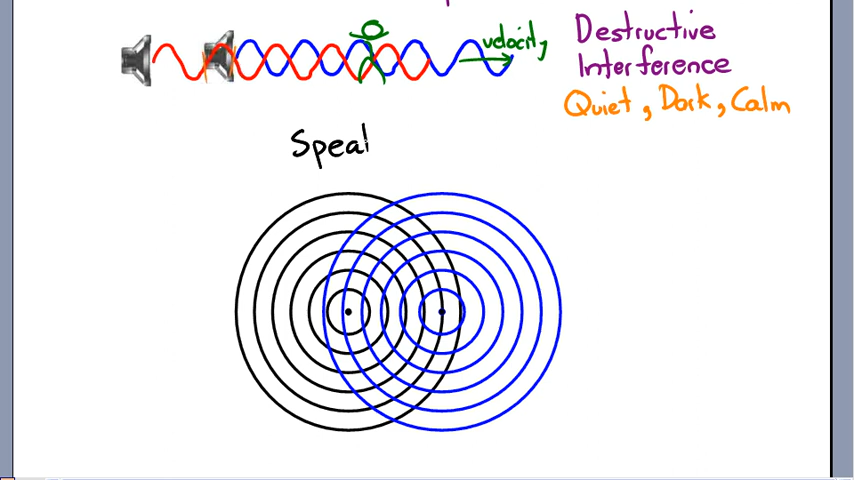 velocity
Destructive
Interference
Quiet, Dark, Calm
Speal